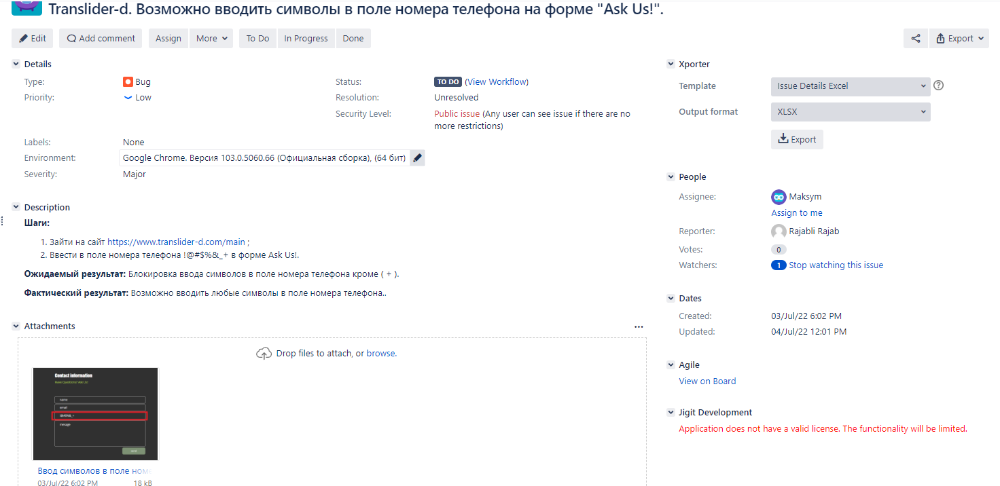 Translider-d. Возможно вводить символы в поле номера телефона на форме "Ask Us!".
Edit
Add comment
Assign
More
To Do
In Progress
Done
Export
Details
Type:
Bug
Status:
TO DO (View Workflow)
Priority:
Low
Resolution:
Unresolved
Security Level:
Public issue (Any user can see issue if there are no
more restrictions)
Labels:
None
Environment:
Google Chrome. Версия 103.0.5060.66 (Официальная сборка), (64 бит)
Severity:
Major
Description
Шаги:
1. Зайти на сайт https://www.translider-d.com/main ;
2. Ввести в поле номера телефона !@#$%&_+ в форме Ask Us!.
Ожидаемый результат: Блокировка ввода символов в поле номера телефона кроме ( + ).
Фактический результат: Возможно вводить любые символы в поле номера телефона..
Attachments
Drop files to attach, or browse.
Contact information
Have Questions? Ask Us!
name
email
!@#$%&_+
mesage
send
Ввод символов в поле ном
03/Jul/22 6:02 PM
18 kB
Xporter
Template
Issue Details Excel
Output format
XLSX
Export
People
Assignee:
Maksym
Assign to me
Reporter:
Rajabli Rajab
Votes:
0
Watchers:
1 Stop watching this issue
Dates
Created:
03/Jul/22 6:02 PM
Updated:
04/Jul/22 12:01 PM
Agile
View on Board
Jigit Development
Application does not have a valid license. The functionality will be limited.